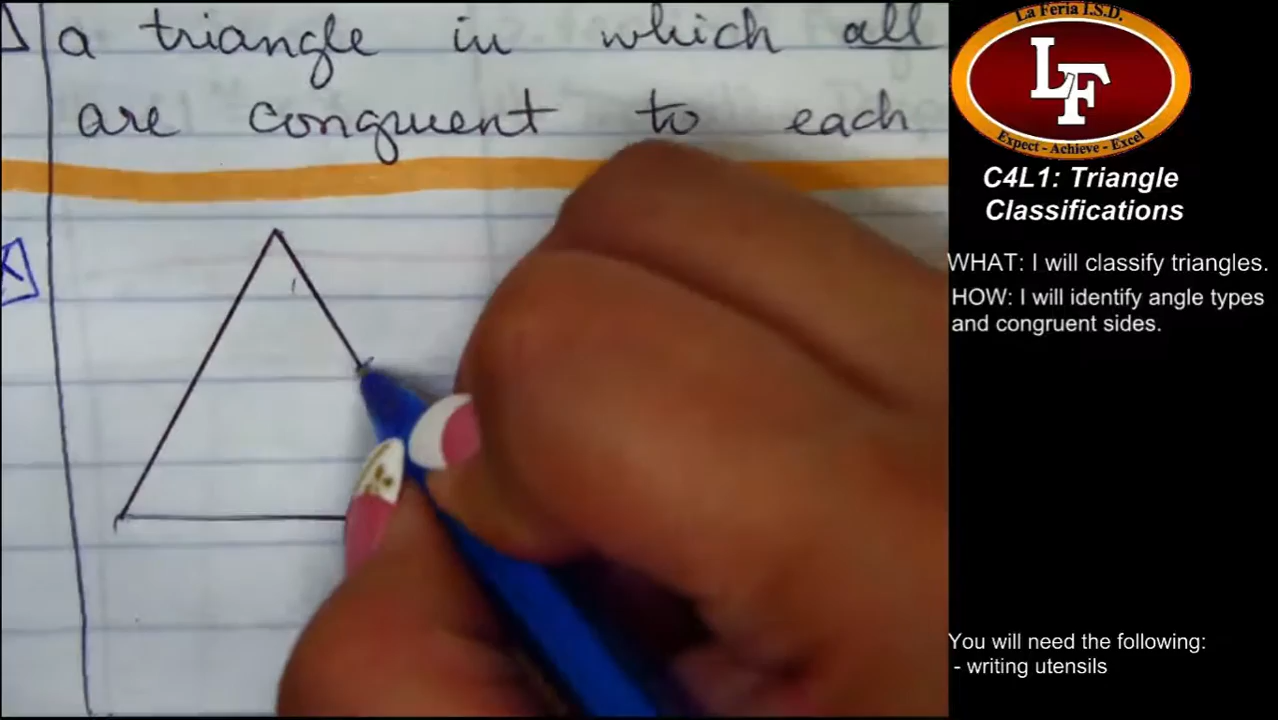 a triangle in which all
are congruent to each
La Feria I.S.D.
LF
Expect - Achieve - Excel
C4L1: Triangle
Classifications
WHAT: I will classify triangles.
HOW: I will identify angle types
and congruent sides.
You will need the following:
- writing utensils